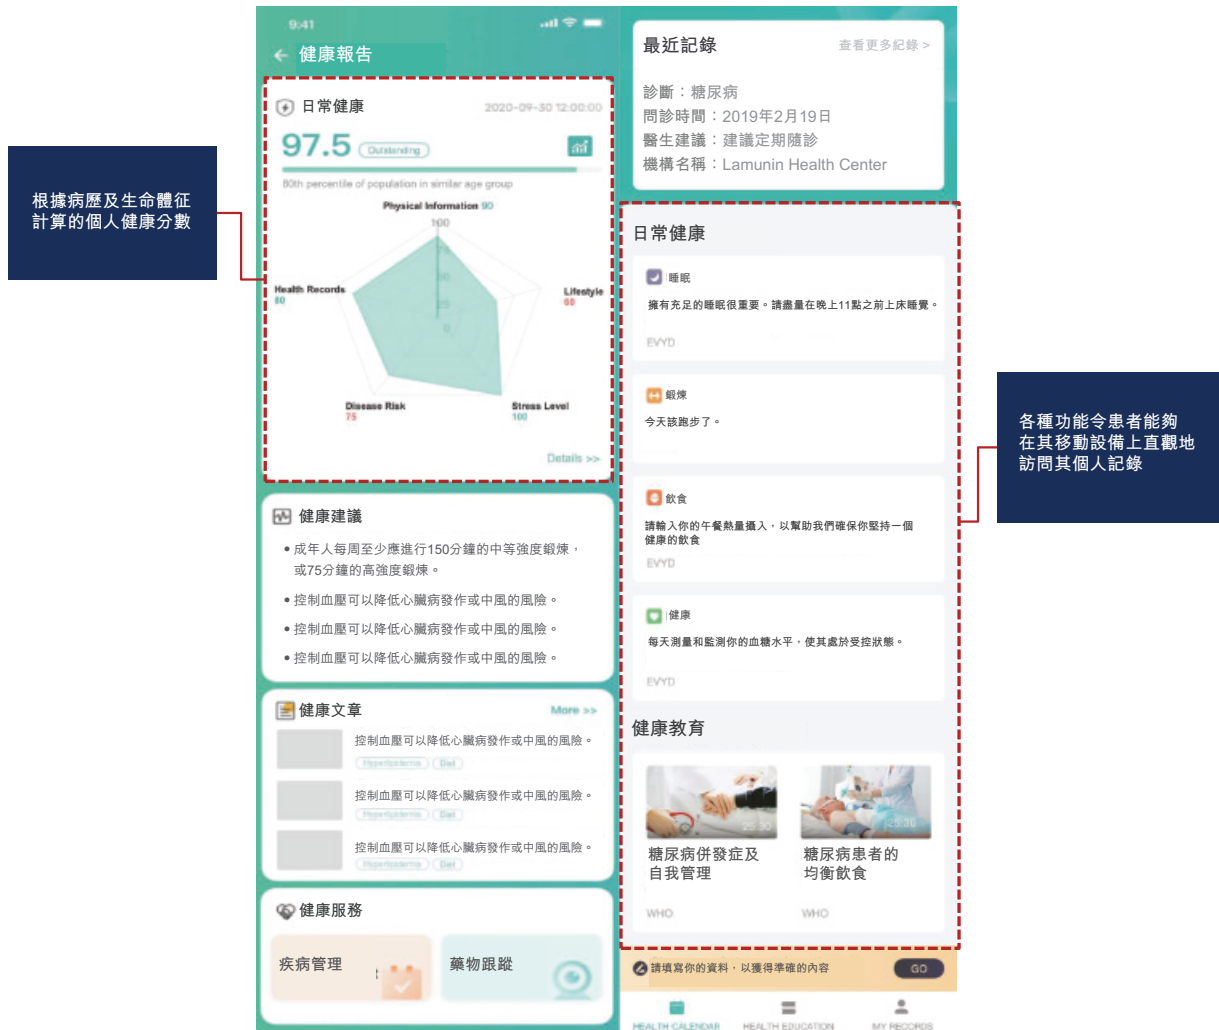 根據病歷及生命體征
計算的個人健康分數
9:41
健康報告
日常健康
2020-09-30 12:00:00
97.5
Outstanding
80th percentile of population in similar age group
Physical Information 90
100
75
50
25
0
Health Records
80
Lifestyle
60
Disease Risk
75
Stress Level
100
Details >>
健康建議
• 成年人每周至少應進行150分鐘的中等強度鍛煉，
或75分鐘的高強度鍛煉。
• 控制血壓可以降低心臟病發作或中風的風險。
• 控制血壓可以降低心臟病發作或中風的風險。
• 控制血壓可以降低心臟病發作或中風的風險。
健康文章
More >>
控制血壓可以降低心臟病發作或中風的風險。
Hyperlipidemia Diet
控制血壓可以降低心臟病發作或中風的風險。
Hyperlipidemia Diet
控制血壓可以降低心臟病發作或中風的風險。
Hyperlipidemia Diet
健康服務
疾病管理
藥物跟蹤
最近記錄
查看更多紀錄 >
診斷：糖尿病
問診時間：2019年2月19日
醫生建議：建議定期隨診
機構名稱：Lamunin Health Center
日常健康
睡眠
擁有充足的睡眠很重要。請盡量在晚上11點之前上床睡覺。
EVYD
鍛煉
今天該跑步了。
飲食
請輸入你的午餐熱量攝入，以幫助我們確保你堅持一個
健康的飲食
EVYD
健康
每天測量和監測你的血糖水平，使其處於受控狀態。
EVYD
健康教育
25:30
25:30
糖尿病併發症及
自我管理
糖尿病患者的
均衡飲食
WHO
WHO
請填寫你的資料，以獲得準確的內容
GO
HEALTH CALENDAR
HEALTH EDUCATION
MY RECORDS
各種功能令患者能夠
在其移動設備上直觀地
訪問其個人記錄